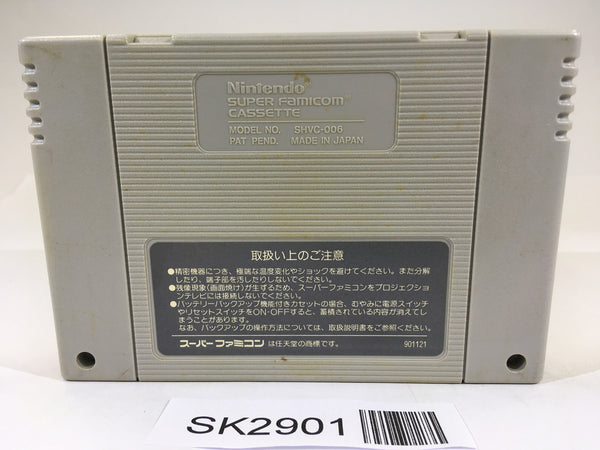 Nintendo
SUPER FAMICOM
CASSETTE
MODEL NO. SHVC-006
PAT PEND. MADE IN JAPAN
取扱い上のご注意
●精密機器につき、極端な温度変化やショックを避けてください。また分解
したり、端子部を汚したりしないでください。
●残像現象(画面焼け)が生ずるため、スーパーファミコンをプロジェクショ
ンテレビには接続しないでください。
●バッテリーバックアップ機能付きカセットの場合、むやみに電源スイッチ
やリセットスイッチをON・OFFすると、蓄積されている内容が消えてし
まうことがあります。
なお、バックアップの操作方法については、取扱説明書をご参照ください。
スーパーファミコン は任天堂の商標です。 901121
SK2901